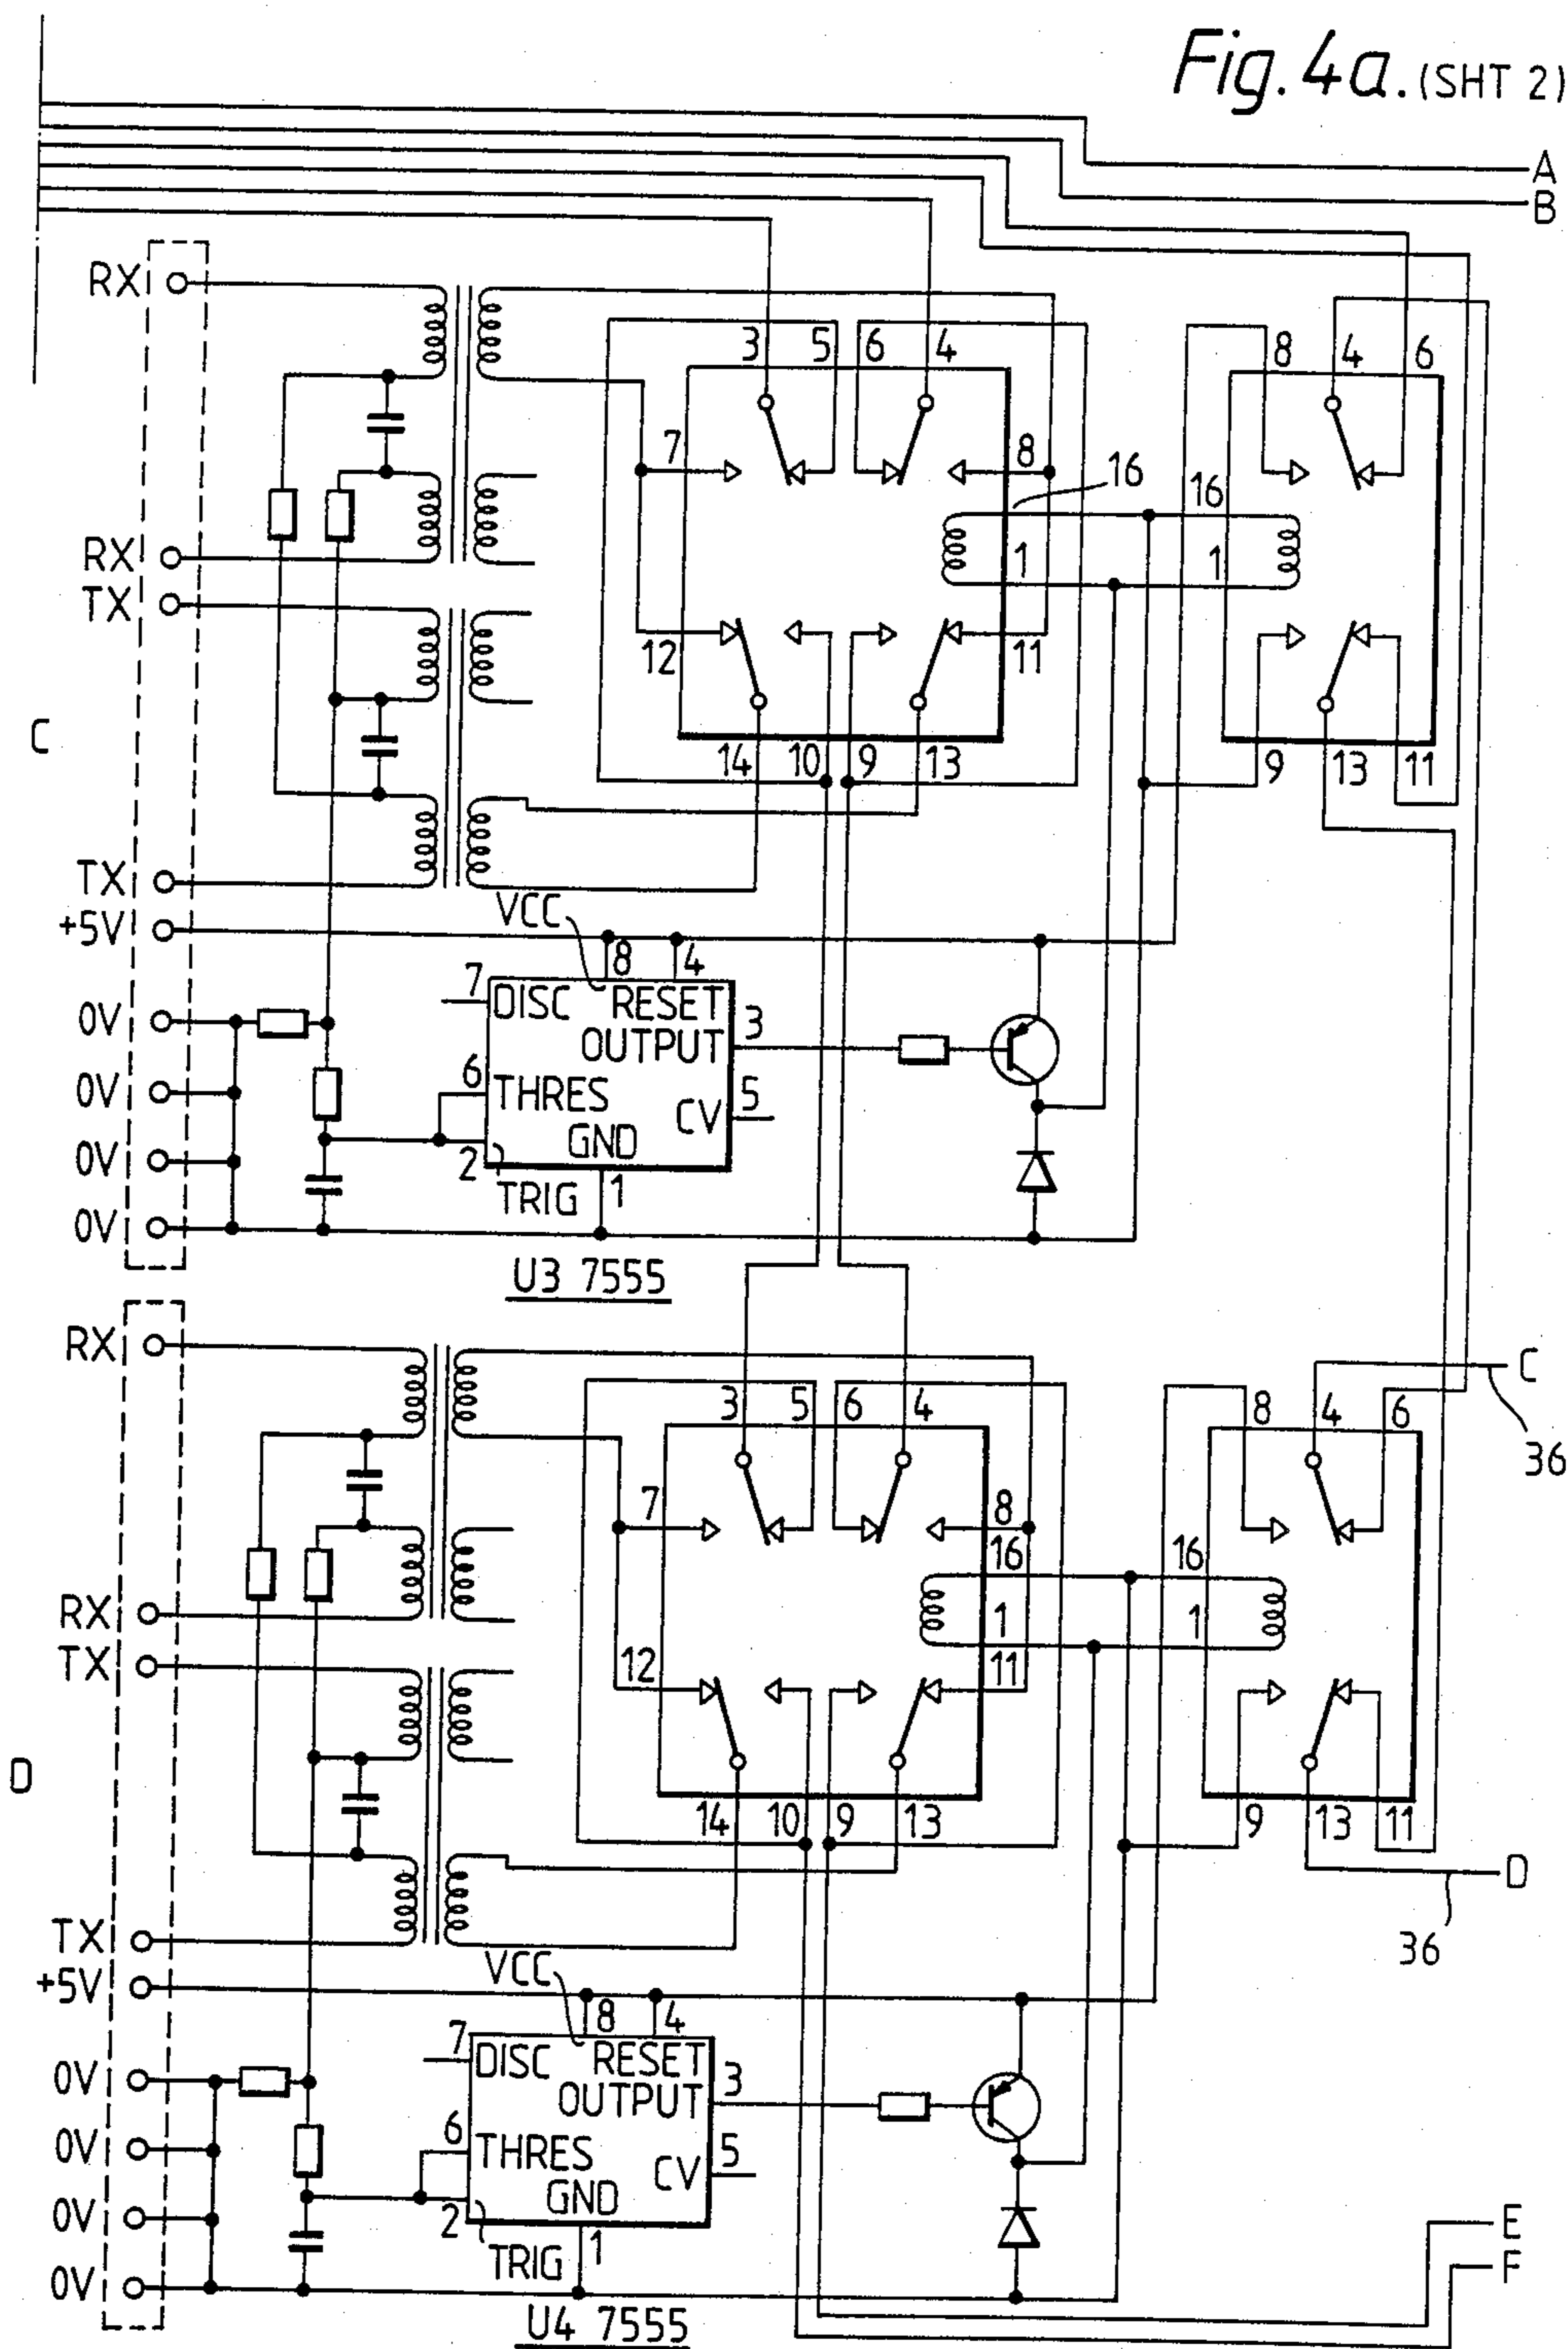 Fig. 4a. (SHT 2)
A
B
RX
3 5 6 4
8 4 6
7
8
16
16
RX
1
1
TX
12
11
C
14 10 9 13
9 13 11
TX
VCC
+5V
8 4
7
DISC RESET
0V
OUTPUT
3
6
THRES
0V
CV
5
GND
0V
2
TRIG
1
0V
U3 7555
RX
C
3 5 6 4
8 4 6
36
7
8
16
16
RX
1
1
TX
12
11
D
14 10 9 13
9 13 11
D
TX
36
VCC
+5V
8 4
7
DISC RESET
0V
OUTPUT
3
6
THRES
0V
CV
5
GND
0V
2
E
TRIG
1
F
0V
U4 7555